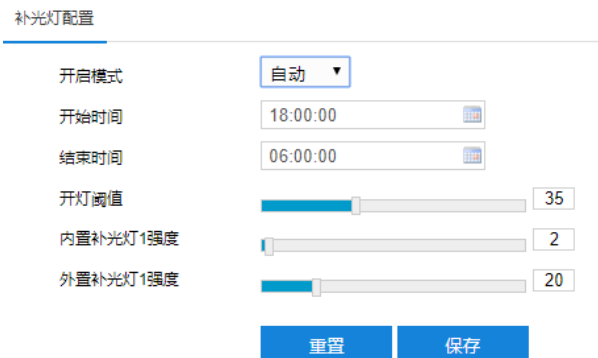 补光灯配置
开启模式 自动
开始时间 18:00:00
结束时间 06:00:00
开灯阈值 35
内置补光灯1强度 2
外置补光灯1强度 20
重置 保存